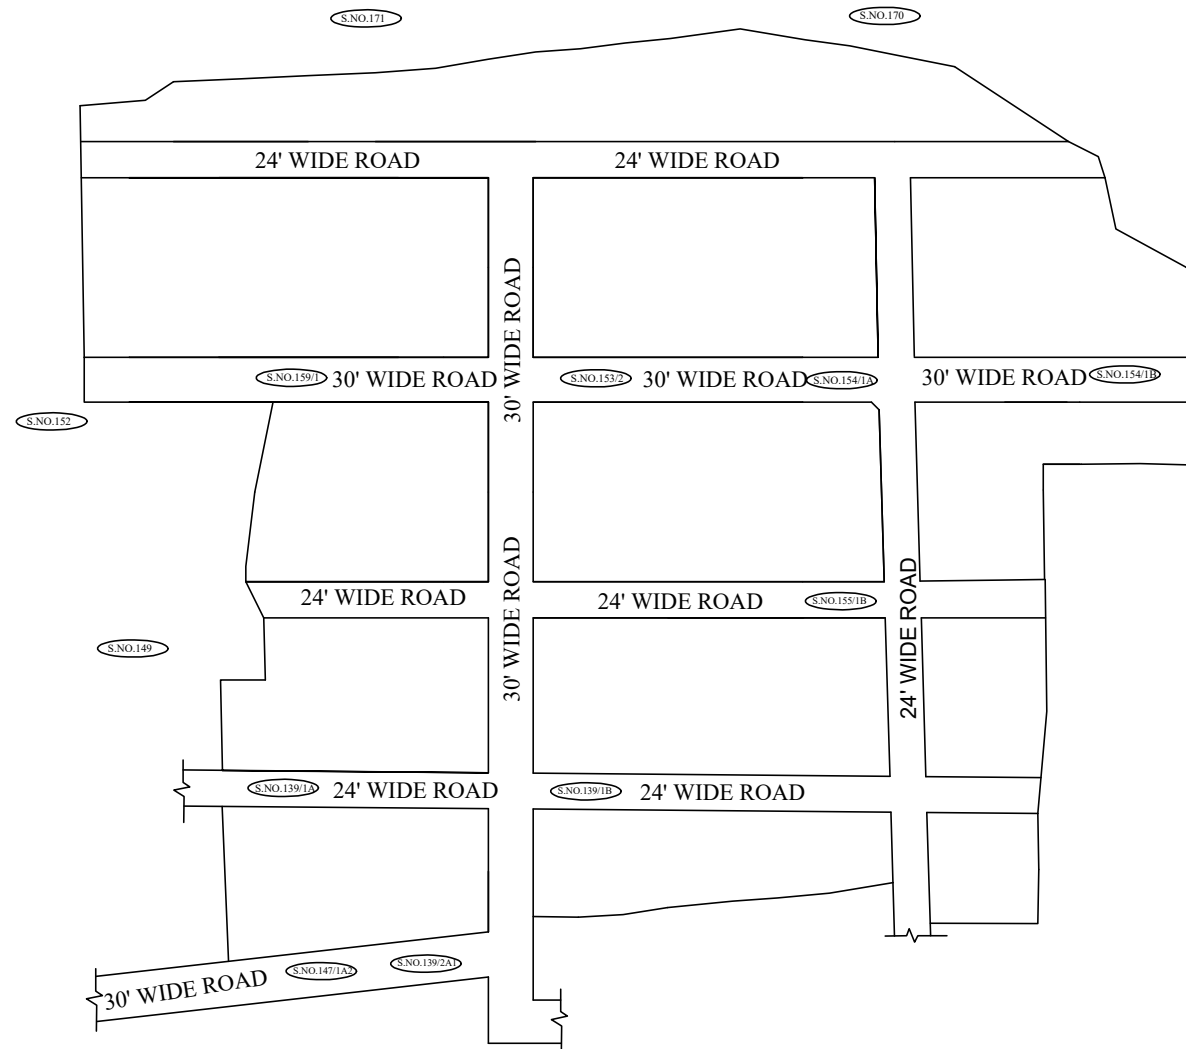 S.NO.171
S.NO.170
24' WIDE ROAD
24' WIDE ROAD
30' WIDE ROAD
S.NO.159/1
30' WIDE ROAD
S.NO.153/2
30' WIDE ROAD
S.NO.154/1A
30' WIDE ROAD
S.NO.154/1B
S.NO.152
30' WIDE ROAD
24' WIDE ROAD
24' WIDE ROAD
S.NO.155/1B
24' WIDE ROAD
S.NO.149
S.NO.139/1A
24' WIDE ROAD
S.NO.139/1B
24' WIDE ROAD
30' WIDE ROAD
S.NO.147/1A2
S.NO.139/2A1